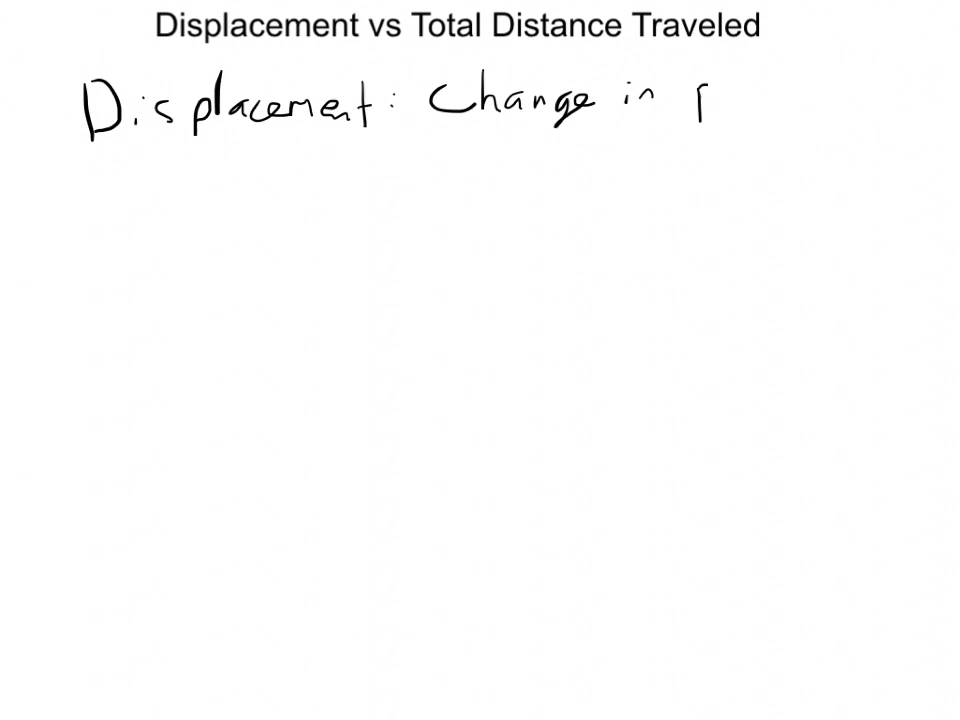 Displacement vs Total Distance Traveled
Displacement: Change in